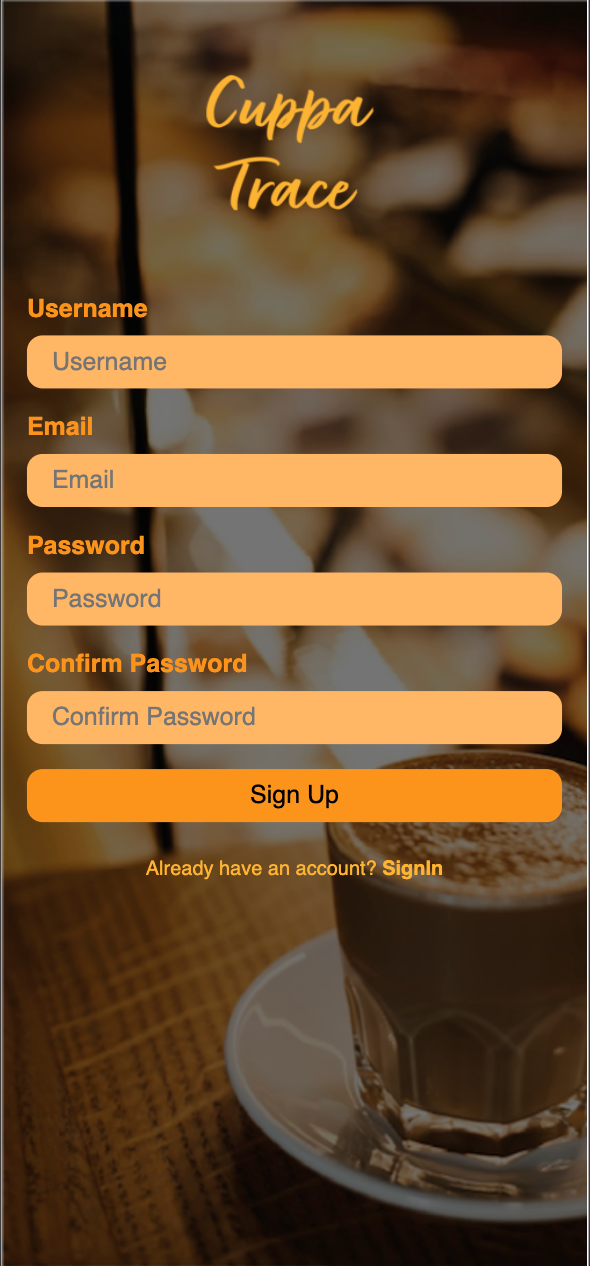 Cuppa
Trace
Username
Username
Email
Email
Password
Password
Confirm Password
Confirm Password
Sign Up
Already have an account? SignIn